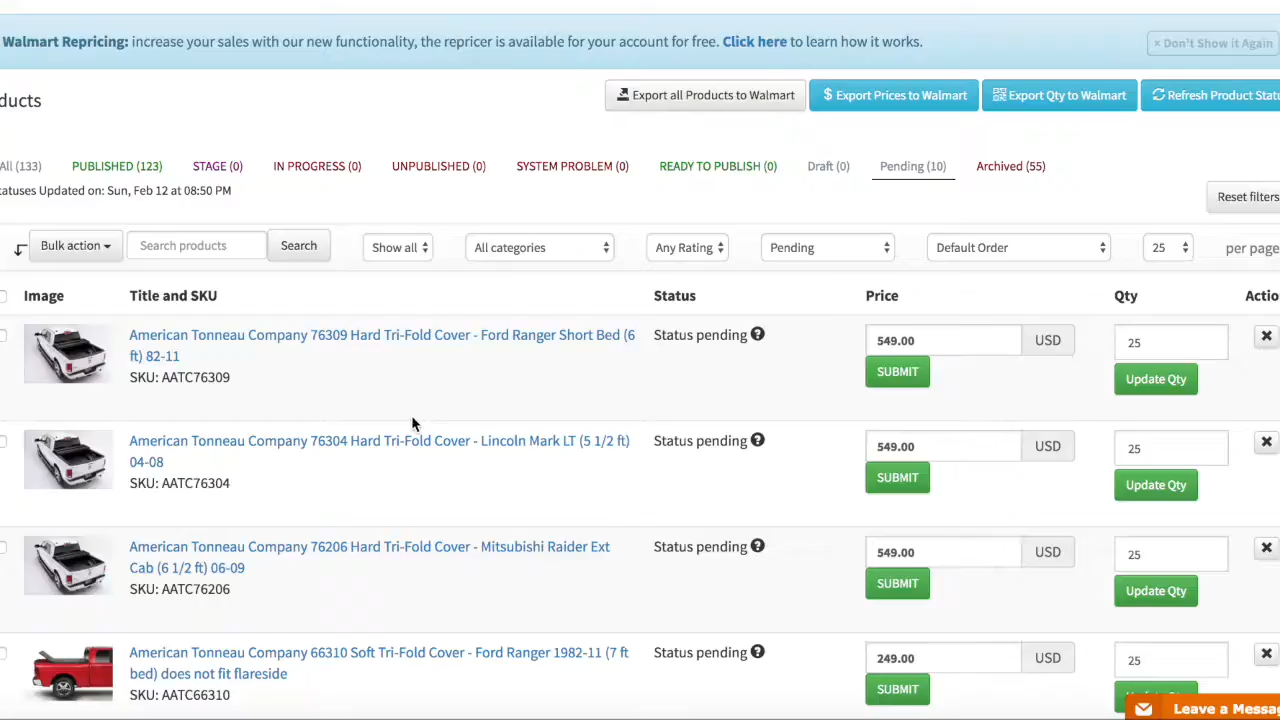 Walmart Repricing: increase your sales with our new functionality, the repricer is available for your account for free. Click here to learn how it works.
× Don't Show it Again
ducts
Export all Products to Walmart
$ Export Prices to Walmart
Export Qty to Walmart
Refresh Product Statu
All (133) PUBLISHED (123) STAGE (0) IN PROGRESS (0) UNPUBLISHED (0) SYSTEM PROBLEM (0) READY TO PUBLISH (0) Draft (0) Pending (10) Archived (55)
tatuses Updated on: Sun, Feb 12 at 08:50 PM
Reset filters
Bulk action Search products Search Show all All categories Any Rating Pending Default Order 25 per page
Image Title and SKU Status Price Qty Actio
American Tonneau Company 76309 Hard Tri-Fold Cover - Ford Ranger Short Bed (6
ft) 82-11
SKU: AATC76309
Status pending ?
549.00 USD
SUBMIT
25
Update Qty
American Tonneau Company 76304 Hard Tri-Fold Cover - Lincoln Mark LT (5 1/2 ft)
04-08
SKU: AATC76304
Status pending ?
549.00 USD
SUBMIT
25
Update Qty
American Tonneau Company 76206 Hard Tri-Fold Cover - Mitsubishi Raider Ext
Cab (6 1/2 ft) 06-09
SKU: AATC76206
Status pending ?
549.00 USD
SUBMIT
25
Update Qty
American Tonneau Company 66310 Soft Tri-Fold Cover - Ford Ranger 1982-11 (7 ft
bed) does not fit flareside
SKU: AATC66310
Status pending ?
249.00 USD
SUBMIT
25
Leave a Messa